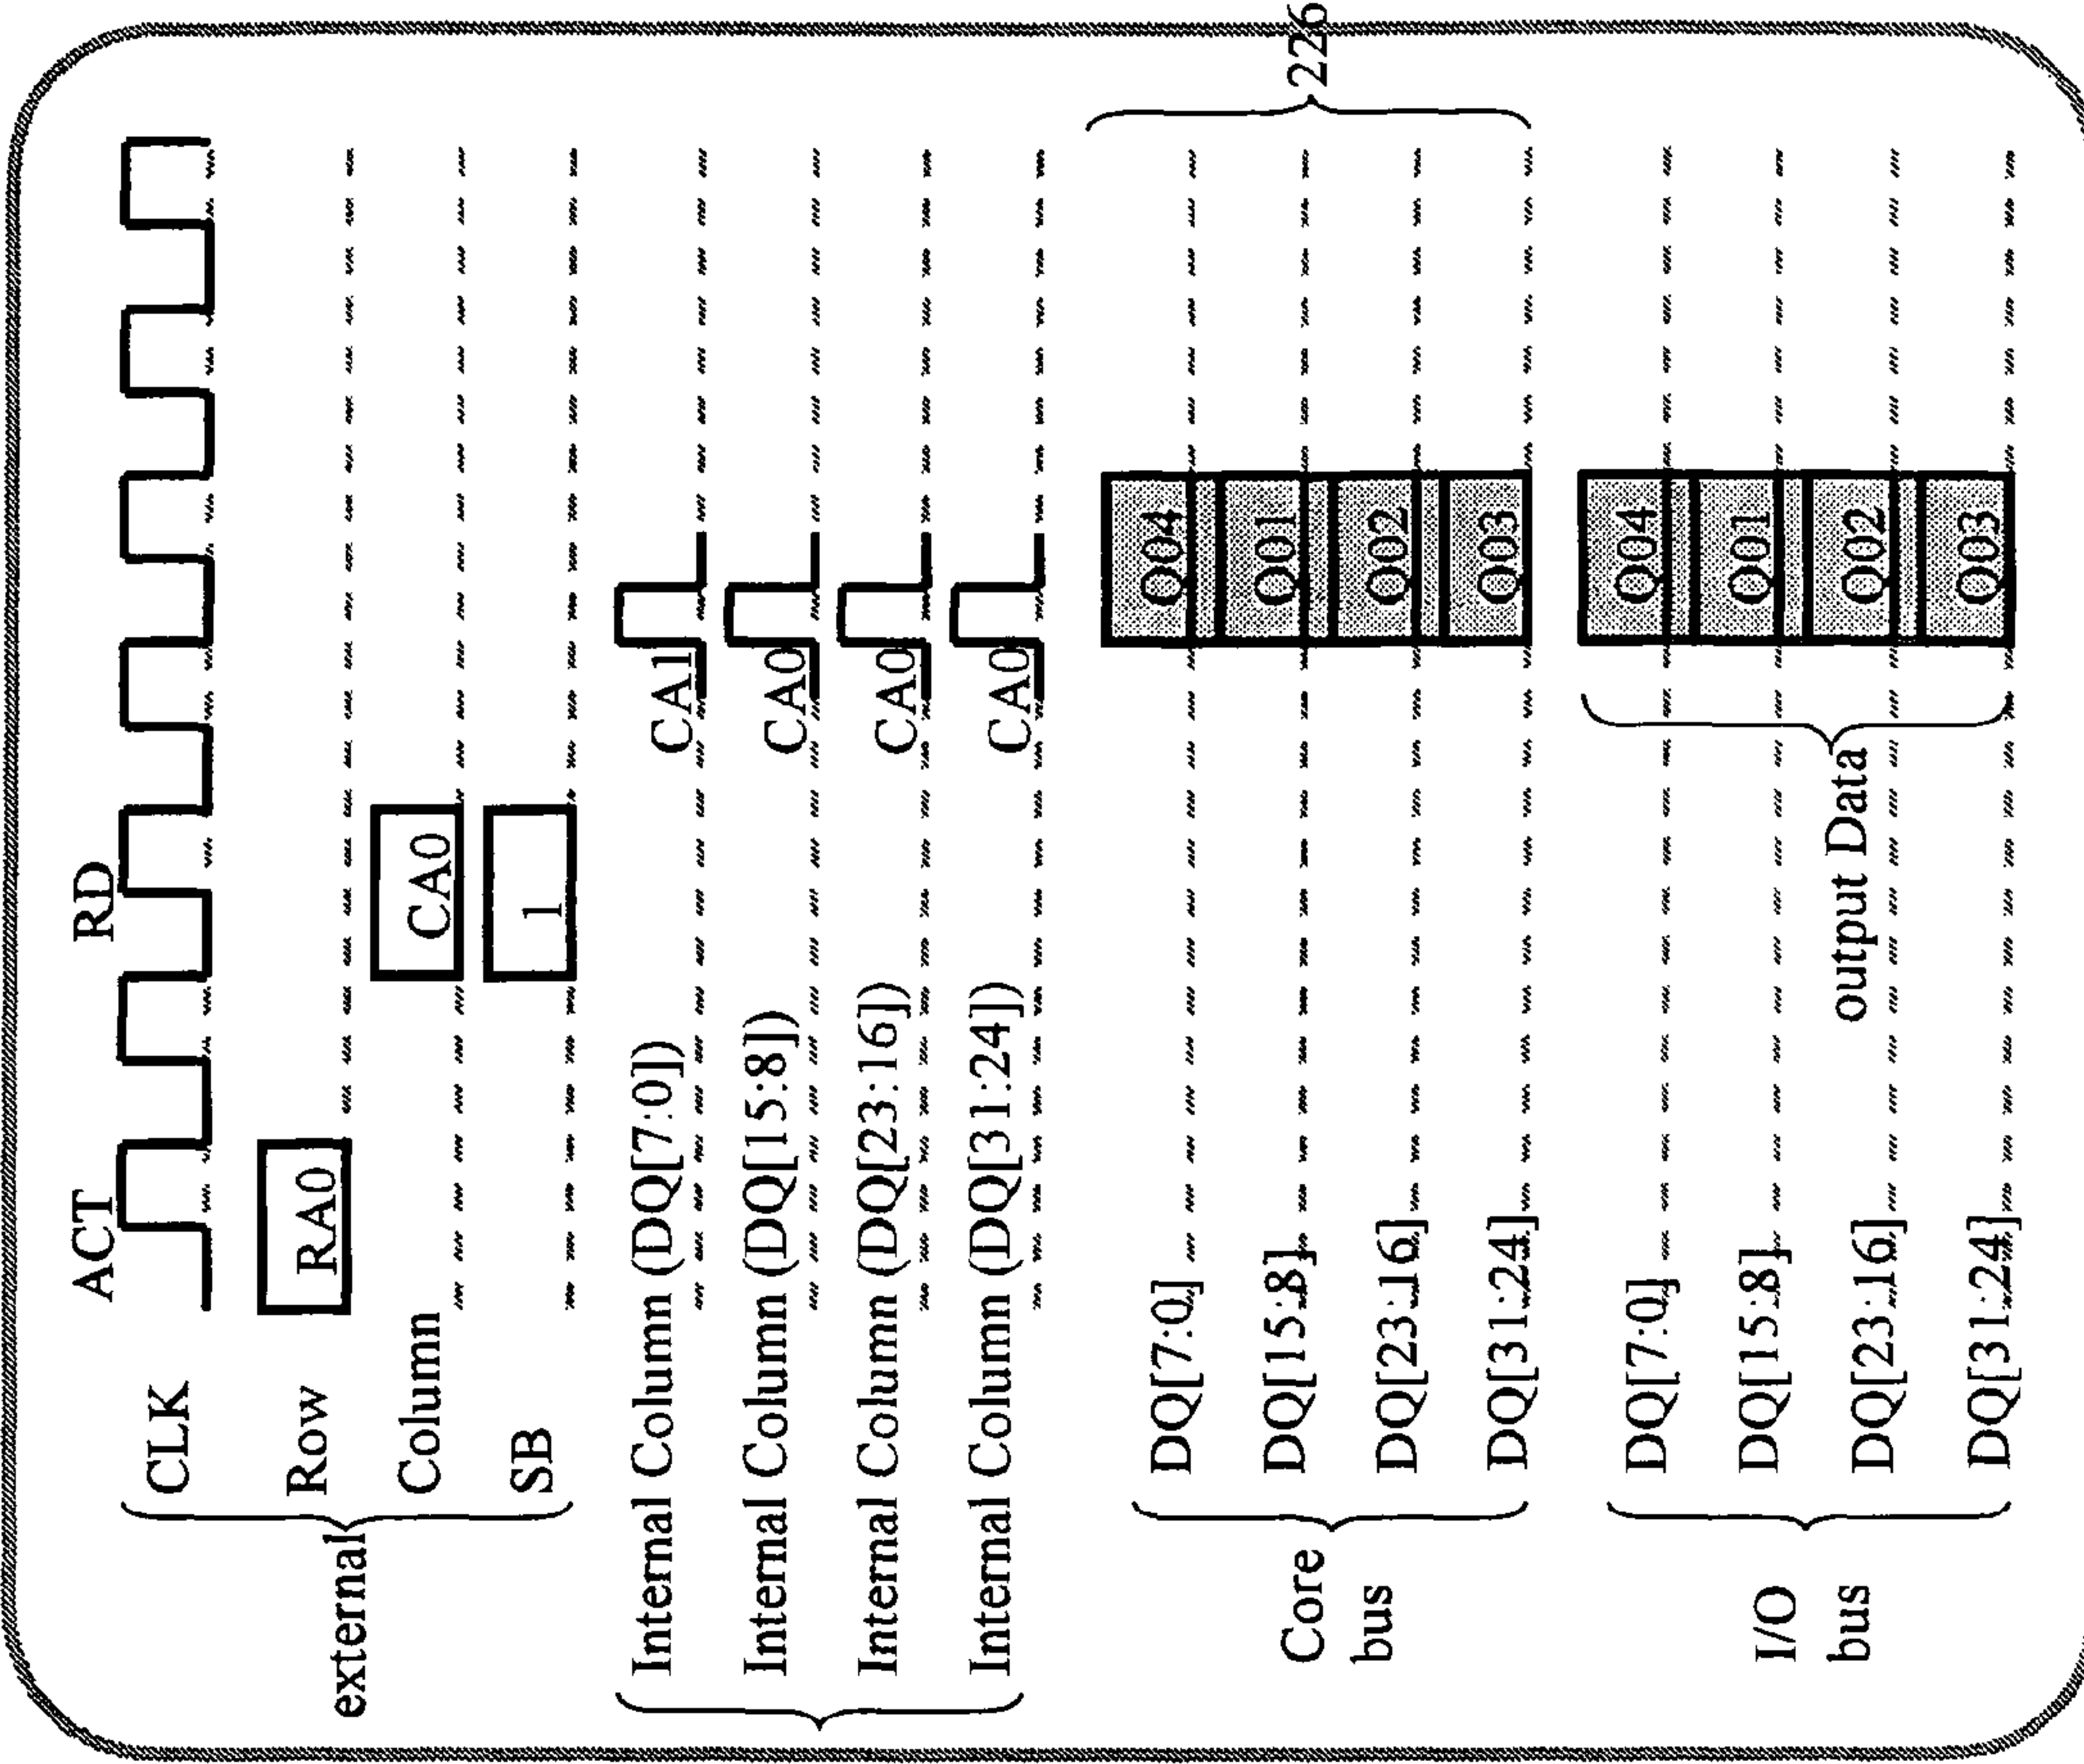 ACT RD
CLK
Row RA0
Column CA0
SB 1
external
Internal Column (DQ[7:0]) CA1
Internal Column (DQ[15:8]) CA0
Internal Column (DQ[23:16]) CA0
Internal Column (DQ[31:24]) CA0
DQ[7:0] Q04
DQ[15:8] Q01
DQ[23:16] Q02
DQ[31:24] Q03
Core
bus
226
DQ[7:0] Q04
DQ[15:8] Q01
DQ[23:16] Q02
DQ[31:24] Q03
I/O
bus
output Data